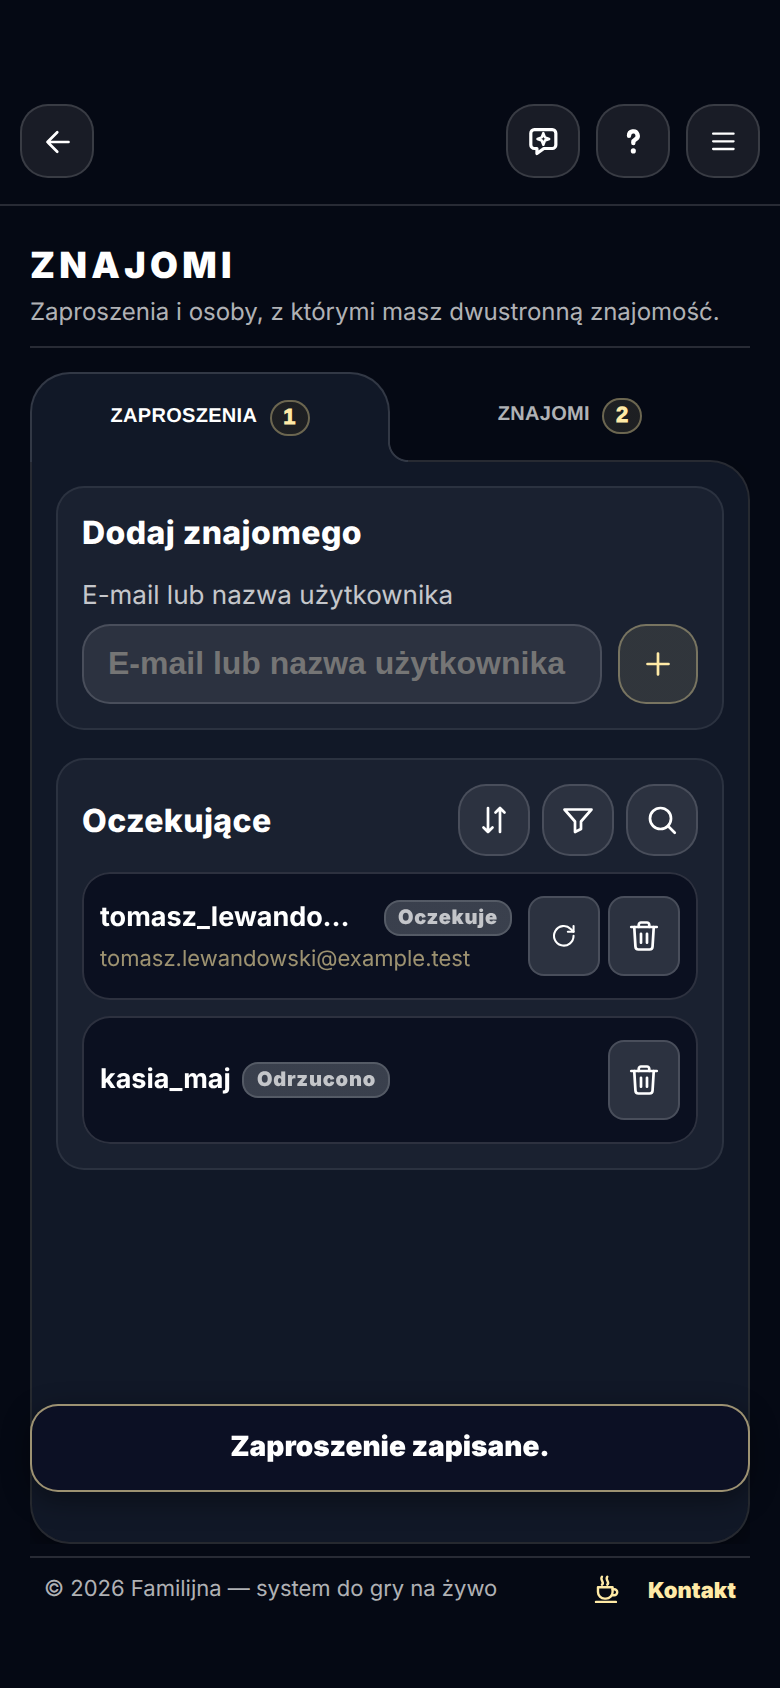 ZNAJOMI
Zaproszenia i osoby, z którymi masz dwustronną znajomość.
ZAPROSZENIA 1
ZNAJOMI 2
Dodaj znajomego
E-mail lub nazwa użytkownika
E-mail lub nazwa użytkownika
Oczekujące
tomasz_lewando... Oczekuje
tomasz.lewandowski@example.test
kasia_maj Odrzucono
Zaproszenie zapisane.
© 2026 Familijna — system do gry na żywo Kontakt